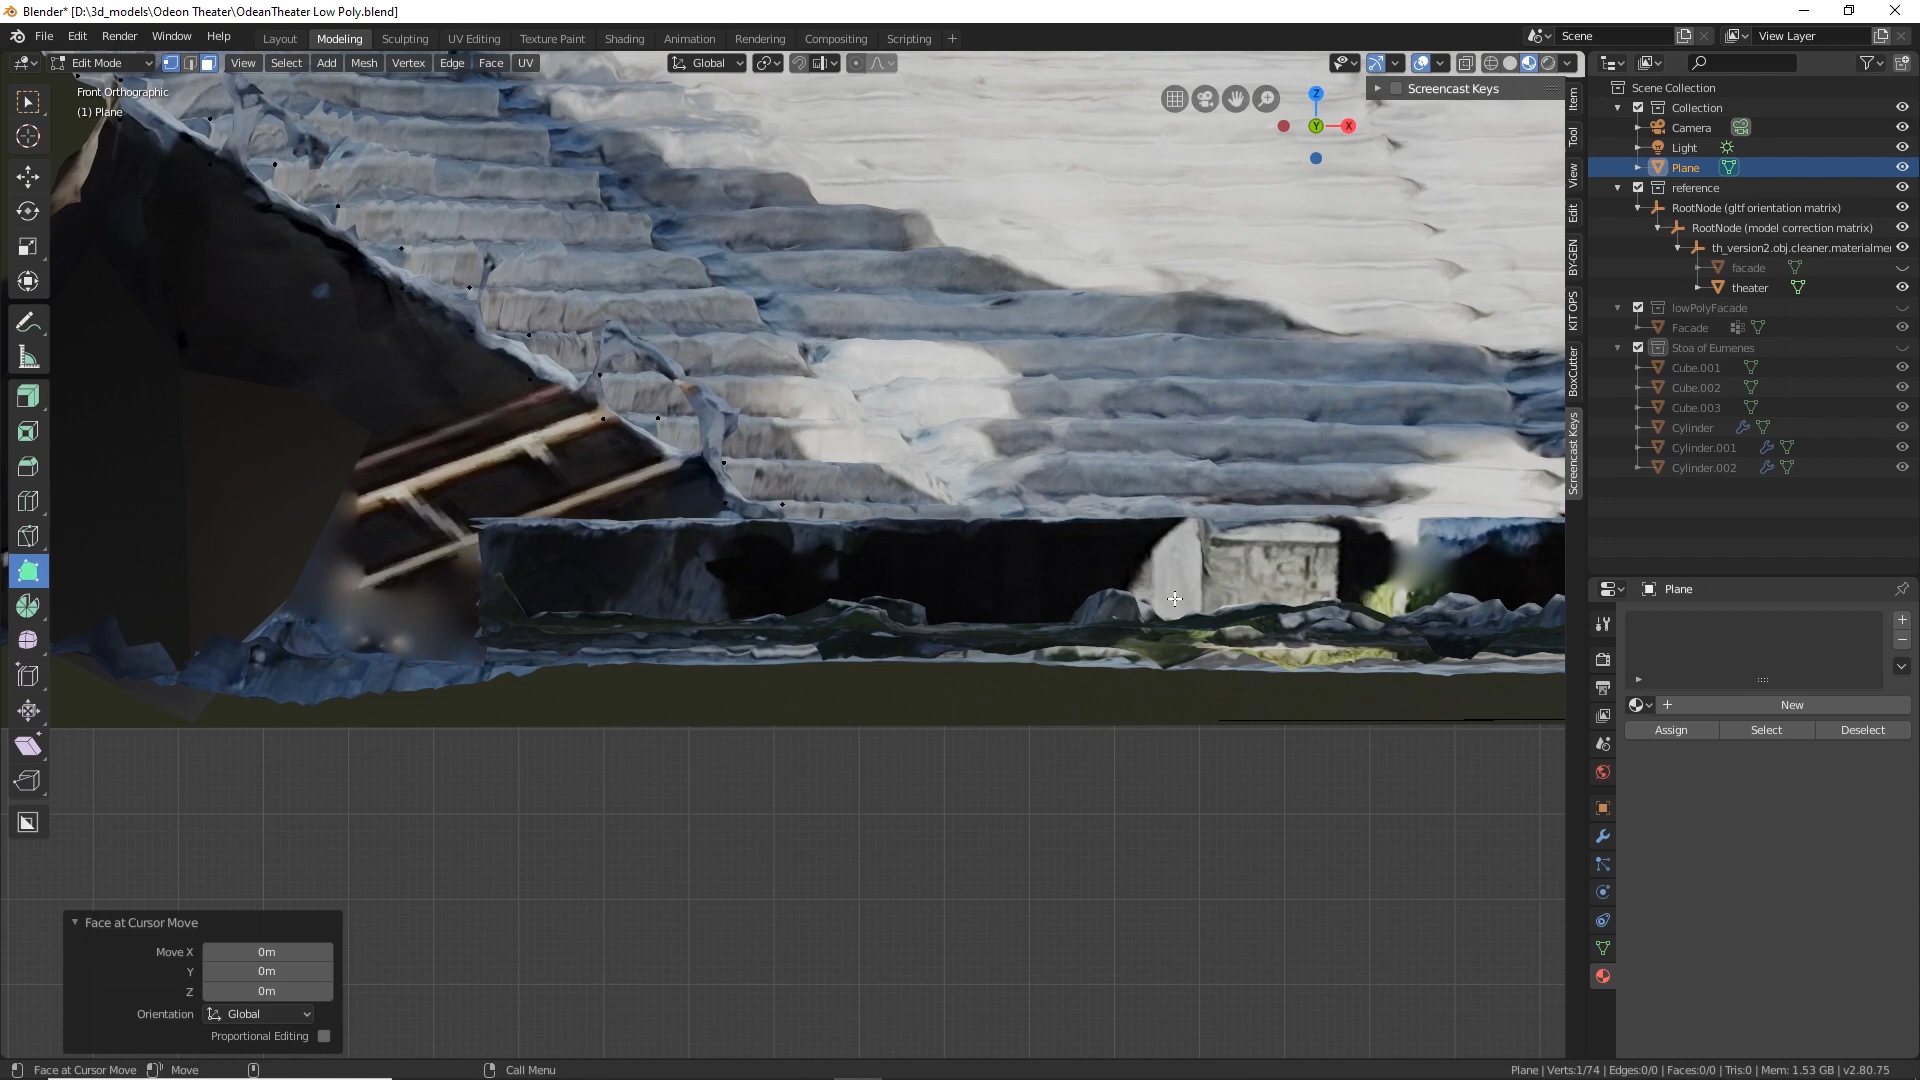 Blender* [D:\3d_models\Odeon Theater\OdeanTheater Low Poly.blend]
File Edit Render Window Help
Layout Modeling Sculpting UV Editing Texture Paint Shading Animation Rendering Compositing Scripting +
Scene
View Layer
Edit Mode View Select Add Mesh Vertex Edge Face UV
Global
Front Orthographic
(1) Plane
Z
Y
X
Screencast Keys
Item
Tool
View
Edit
BY-GEN
KIT OPS
BoxCutter
Screencast Keys
Scene Collection
Collection
Camera
Light
Plane
reference
RootNode (gltf orientation matrix)
RootNode (model correction matrix)
th_version2.obj.cleaner.materialmer
facade
theater
lowPolyFacade
Facade
Stoa of Eumenes
Cube.001
Cube.002
Cube.003
Cylinder
Cylinder.001
Cylinder.002
Plane
New
Assign Select Deselect
Face at Cursor Move
Move X 0m
Y 0m
Z 0m
Orientation Global
Proportional Editing
Face at Cursor Move Move Call Menu
Plane | Verts:1/74 | Edges:0/0 | Faces:0/0 | Tris:0 | Mem: 1.53 GB | v2.80.75